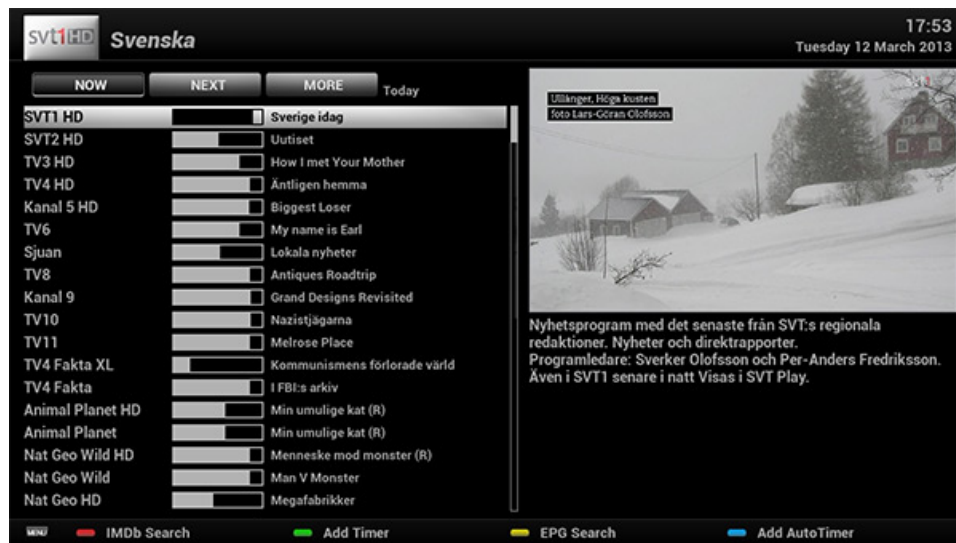 svt1HD Svenska
17:53
Tuesday 12 March 2013
NOW NEXT MORE Today
SVT1 HD Sverige idag
SVT2 HD Uutiset
TV3 HD How I met Your Mother
TV4 HD Äntligen hemma
Kanal 5 HD Biggest Loser
TV6 My name is Earl
Sjuan Lokala nyheter
TV8 Antiques Roadtrip
Kanal 9 Grand Designs Revisited
TV10 Nazistjägarna
TV11 Melrose Place
TV4 Fakta XL Kommunismens förlorade värld
TV4 Fakta I FBI:s arkiv
Animal Planet HD Min umulige kat (R)
Animal Planet Min umulige kat (R)
Nat Geo Wild HD Menneske mod monster (R)
Nat Geo Wild Man V Monster
Nat Geo HD Megafabrikker
svt1
Ullånger, Höga kusten
foto Lars-Göran Olofsson
Nyhetsprogram med det senaste från SVT:s regionala
redaktioner. Nyheter och direktrapporter.
Programledare: Sverker Olofsson och Per-Anders Fredriksson.
Även i SVT1 senare i natt Visas i SVT Play.
MENU IMDb Search Add Timer EPG Search Add AutoTimer